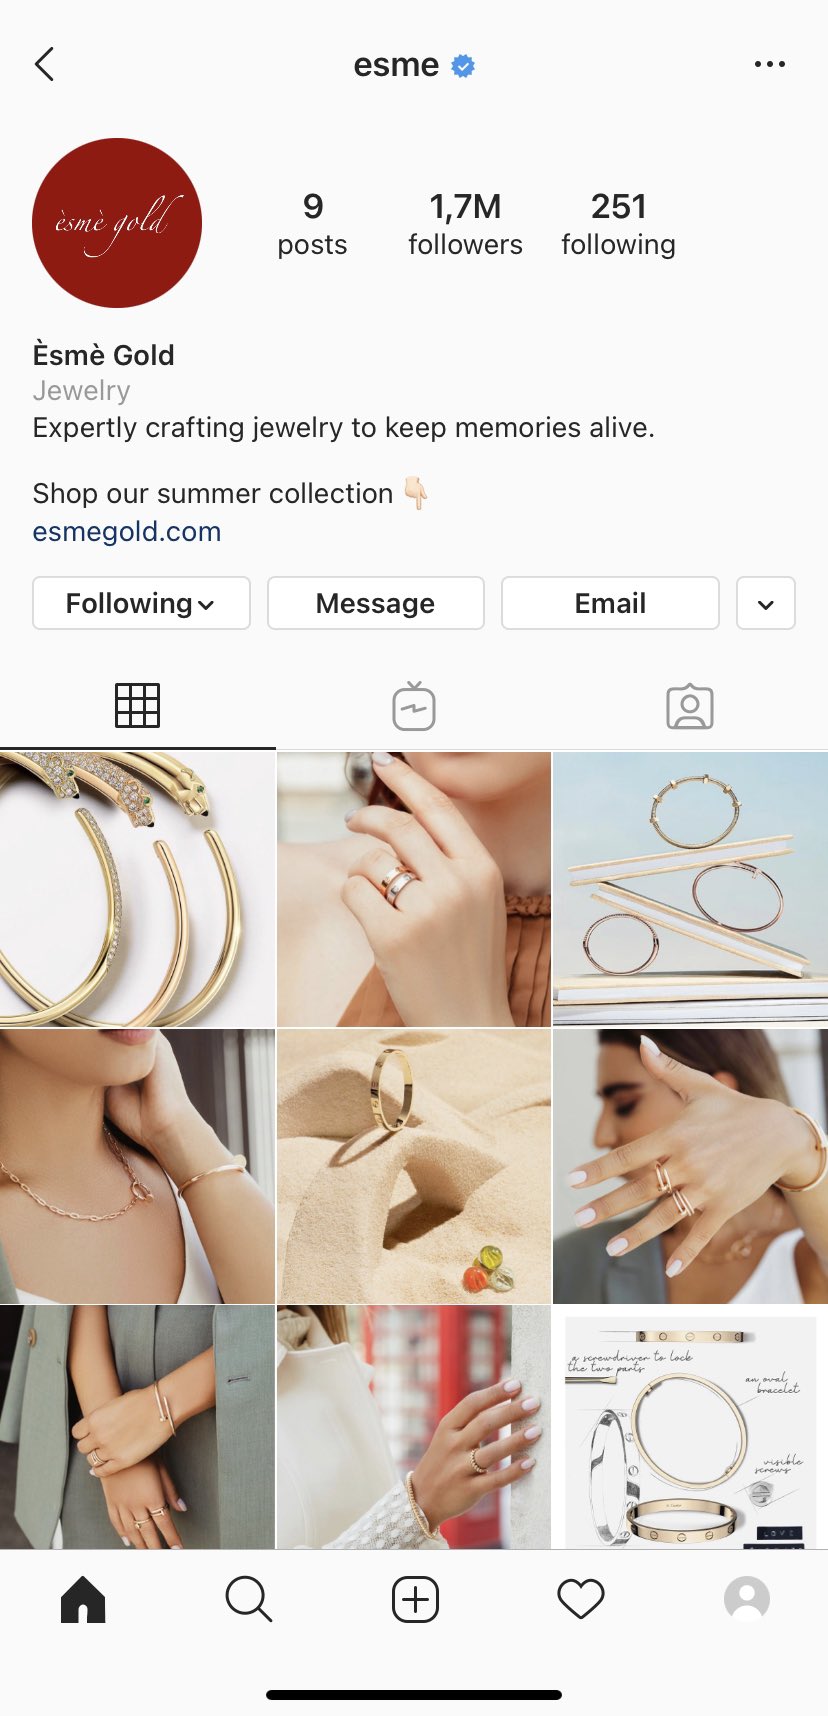 esme
èsmè gold
9
posts
1,7M
followers
251
following
Èsmè Gold
Jewelry
Expertly crafting jewelry to keep memories alive.
Shop our summer collection 👇🏻
esmegold.com
Following
Message
Email
a screwdriver to lock
the two parts
an oval
bracelet
visible
screws
Cartier
LOVE